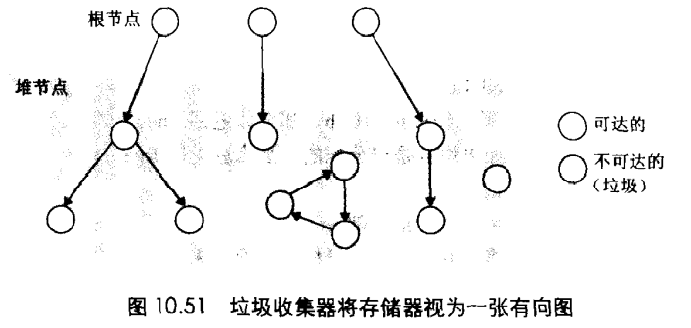 根节点
堆节点
可达的
不可达的
（垃圾）
图 10.51 垃圾收集器将存储器视为一张有向图